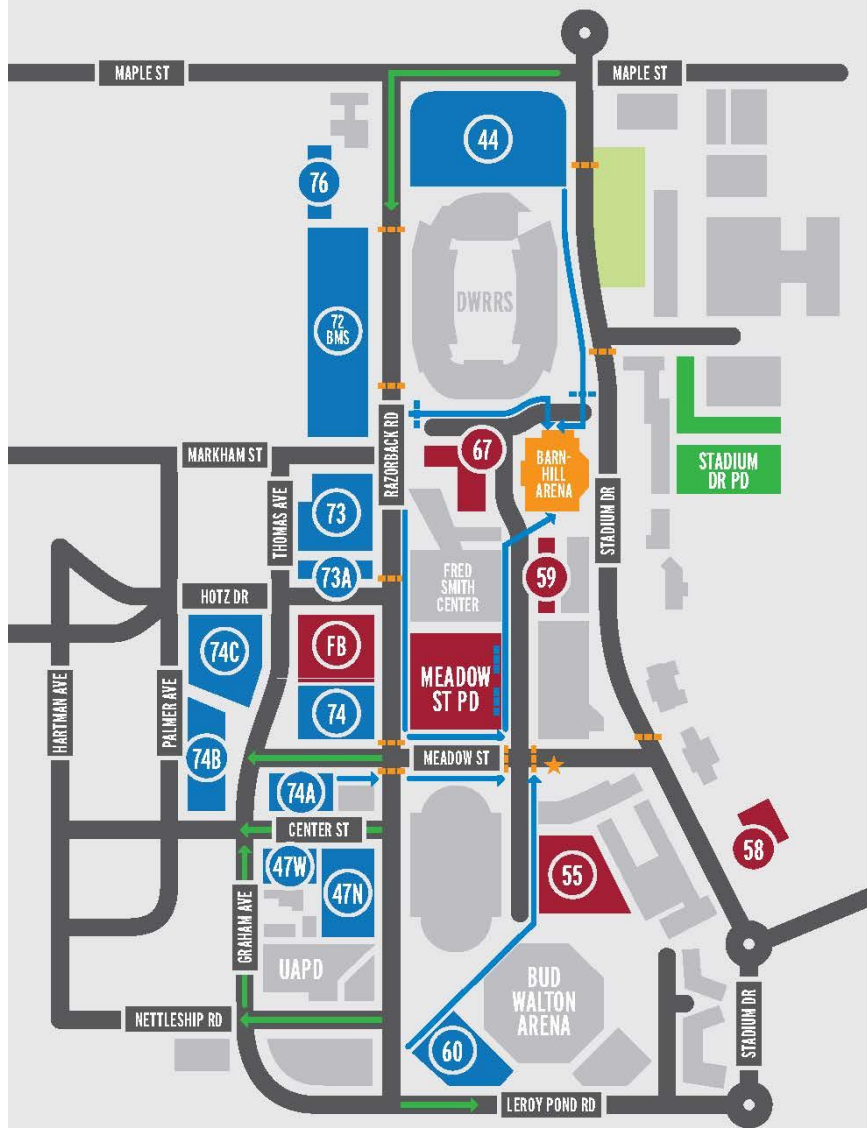 MAPLE ST
MAPLE ST
44
76
DWRRS
72
BMS
RAZORBACK RD
MARKHAM ST
67
BARN-
HILL
ARENA
STADIUM
DR PD
THOMAS AVE
73
STADIUM DR
73A
FRED
SMITH
CENTER
59
HOTZ DR
74C
FB
MEADOW
ST PD
HARTMAN AVE
PALMER AVE
74B
74
MEADOW ST
74A
CENTER ST
58
47W
47N
55
GRAHAM AVE
UAPD
BUD
WALTON
ARENA
NETTLESHIP RD
60
STADIUM DR
LEROY POND RD